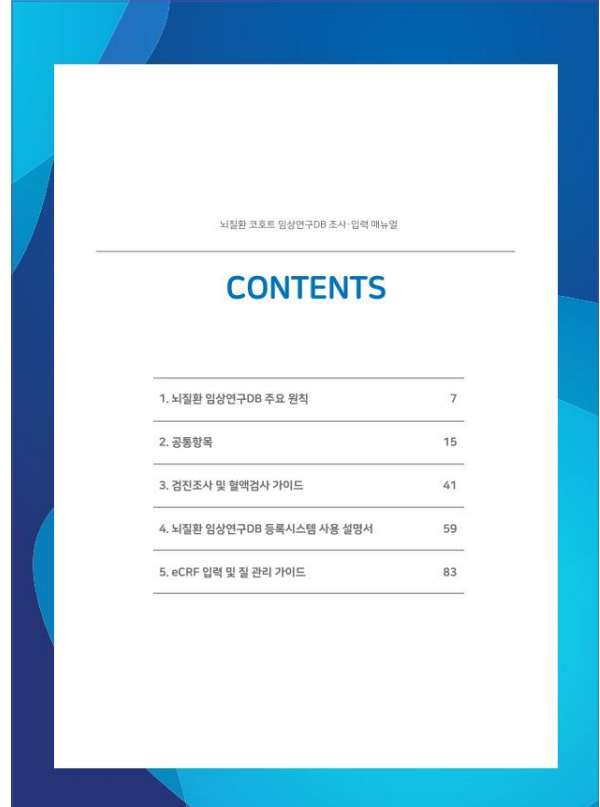 뇌질환 코호트 임상연구DB 조사·입력 매뉴얼
CONTENTS
1. 뇌질환 임상연구DB 주요 원칙 7
2. 공통항목 15
3. 검진조사 및 혈액검사 가이드 41
4. 뇌질환 임상연구DB 등록시스템 사용 설명서 59
5. eCRF 입력 및 질 관리 가이드 83